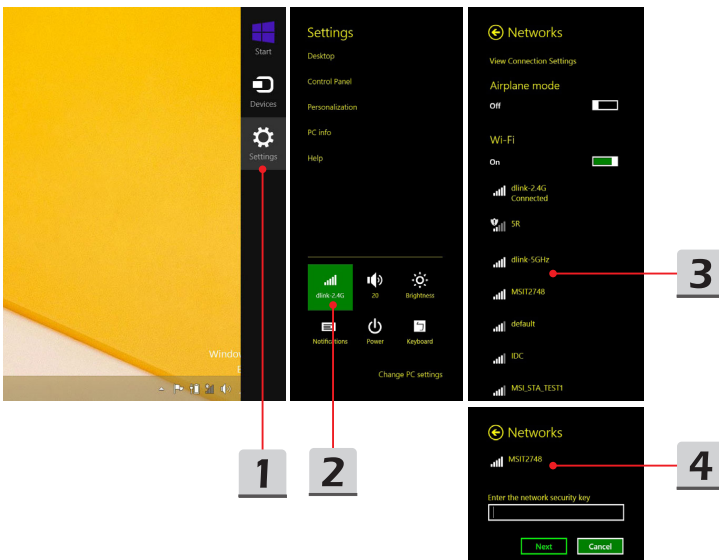 Start
Devices
Settings
Windo
Settings
Desktop
Control Panel
Personalization
PC info
Help
dlink-2.4G
20
Brightness
Notifications
Power
Keyboard
Change PC settings
Networks
View Connection Settings
Airplane mode
Off
Wi-Fi
On
dlink-2.4G
Connected
SR
dlink-5GHz
MSIT2748
default
IDC
MSI_STA_TEST1
Networks
MSIT2748
Enter the network security key
Next Cancel
1
2
3
4